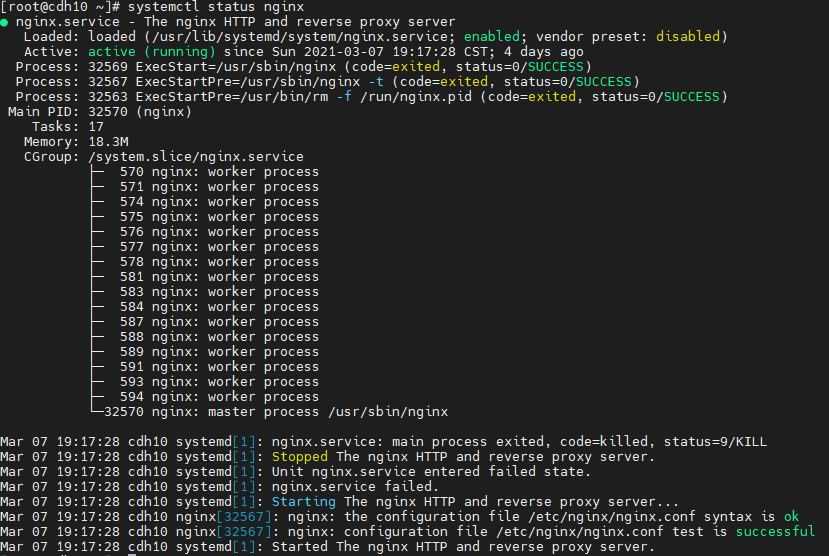 [root@cdh10 ~]# systemctl status nginx
● nginx.service - The nginx HTTP and reverse proxy server
   Loaded: loaded (/usr/lib/systemd/system/nginx.service; enabled; vendor preset: disabled)
   Active: active (running) since Sun 2021-03-07 19:17:28 CST; 4 days ago
  Process: 32569 ExecStart=/usr/sbin/nginx (code=exited, status=0/SUCCESS)
  Process: 32567 ExecStartPre=/usr/sbin/nginx -t (code=exited, status=0/SUCCESS)
  Process: 32563 ExecStartPre=/usr/bin/rm -f /run/nginx.pid (code=exited, status=0/SUCCESS)
 Main PID: 32570 (nginx)
    Tasks: 17
   Memory: 18.3M
   CGroup: /system.slice/nginx.service
           ├─  570 nginx: worker process
           ├─  571 nginx: worker process
           ├─  574 nginx: worker process
           ├─  575 nginx: worker process
           ├─  576 nginx: worker process
           ├─  577 nginx: worker process
           ├─  578 nginx: worker process
           ├─  581 nginx: worker process
           ├─  583 nginx: worker process
           ├─  584 nginx: worker process
           ├─  587 nginx: worker process
           ├─  588 nginx: worker process
           ├─  589 nginx: worker process
           ├─  591 nginx: worker process
           ├─  593 nginx: worker process
           ├─  594 nginx: worker process
           └─32570 nginx: master process /usr/sbin/nginx

Mar 07 19:17:28 cdh10 systemd[1]: nginx.service: main process exited, code=killed, status=9/KILL
Mar 07 19:17:28 cdh10 systemd[1]: Stopped The nginx HTTP and reverse proxy server.
Mar 07 19:17:28 cdh10 systemd[1]: Unit nginx.service entered failed state.
Mar 07 19:17:28 cdh10 systemd[1]: nginx.service failed.
Mar 07 19:17:28 cdh10 systemd[1]: Starting The nginx HTTP and reverse proxy server...
Mar 07 19:17:28 cdh10 nginx[32567]: nginx: the configuration file /etc/nginx/nginx.conf syntax is ok
Mar 07 19:17:28 cdh10 nginx[32567]: nginx: configuration file /etc/nginx/nginx.conf test is successful
Mar 07 19:17:28 cdh10 systemd[1]: Started The nginx HTTP and reverse proxy server.